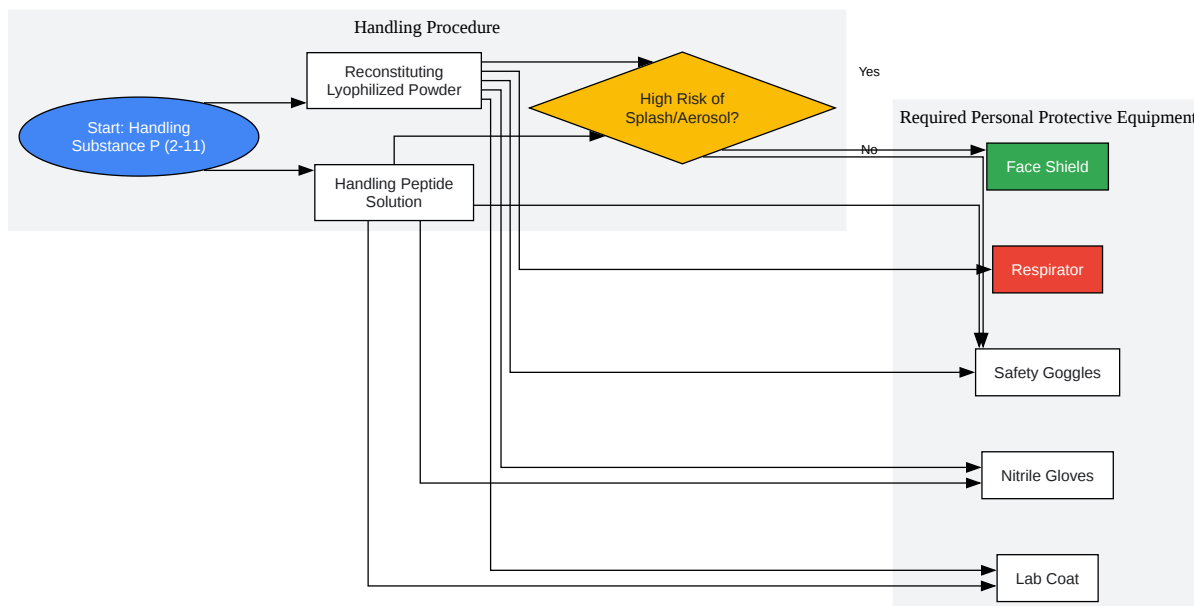 Handling Procedure
Reconstituting
Lyophilized Powder
Start: Handling
Substance P (2-11)
Handling Peptide
Solution
High Risk of
Splash/Aerosol?
Yes
No
Required Personal Protective Equipment
Face Shield
Respirator
Safety Goggles
Nitrile Gloves
Lab Coat